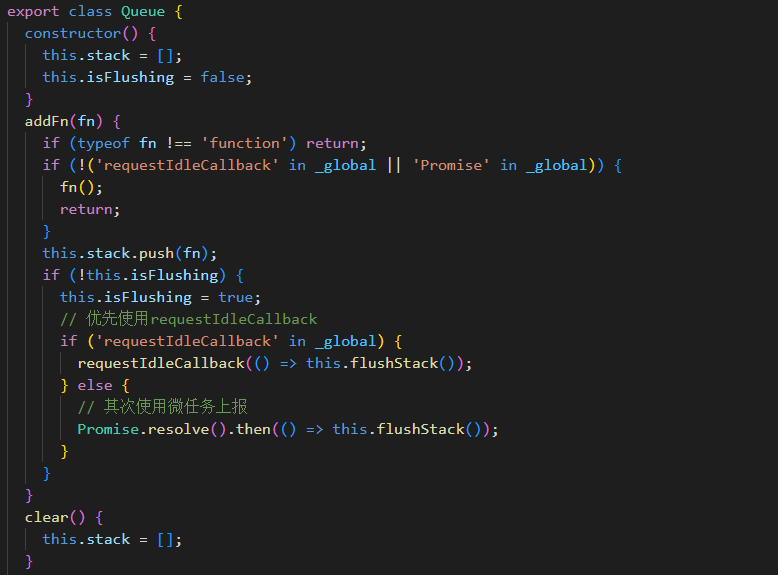 export class Queue {
  constructor() {
    this.stack = [];
    this.isFlushing = false;
  }
  addFn(fn) {
    if (typeof fn !== 'function') return;
    if (!('requestIdleCallback' in _global || 'Promise' in _global)) {
      fn();
      return;
    }
    this.stack.push(fn);
    if (!this.isFlushing) {
      this.isFlushing = true;
      // 优先使用requestIdleCallback
      if ('requestIdleCallback' in _global) {
        requestIdleCallback(() => this.flushStack());
      } else {
        // 其次使用微任务上报
        Promise.resolve().then(() => this.flushStack());
      }
    }
  }
  clear() {
    this.stack = [];
  }